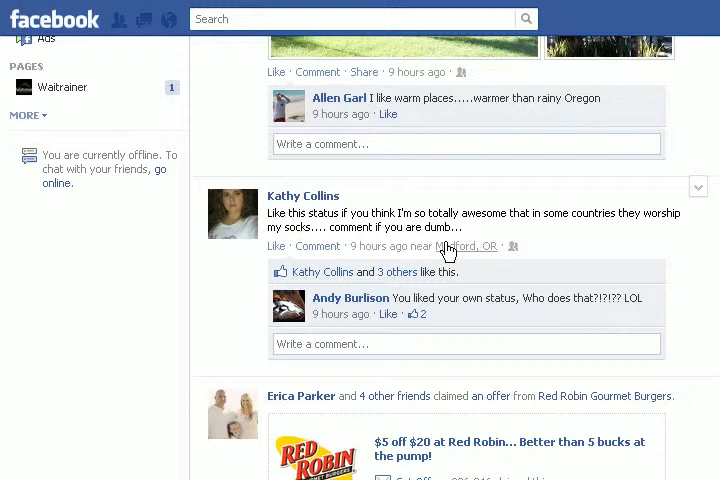 facebook
Search
Ads
PAGES
Waitrainer 1
MORE
You are currently offline. To
chat with your friends, go
online.
Like · Comment · Share · 9 hours ago ·
Allen Garl I like warm places.....warmer than rainy Oregon
9 hours ago · Like
Write a comment...
Kathy Collins
Like this status if you think I'm so totally awesome that in some countries they worship
my socks.... comment if you are dumb...
Like · Comment · 9 hours ago near Medford, OR ·
Kathy Collins and 3 others like this.
Andy Burlison You liked your own status, Who does that?!?!?? LOL
9 hours ago · Like · 2
Write a comment...
Erica Parker and 4 other friends claimed an offer from Red Robin Gourmet Burgers.
RED
ROBIN
$5 off $20 at Red Robin... Better than 5 bucks at
the pump!